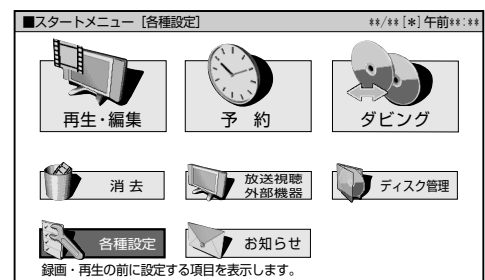 ■スタートメニュー［各種設定］
**/**[*]午前**:**
再生・編集
予 約
ダビング
消 去
放送視聴
外部機器
ディスク管理
各種設定
お知らせ
録画・再生の前に設定する項目を表示します。